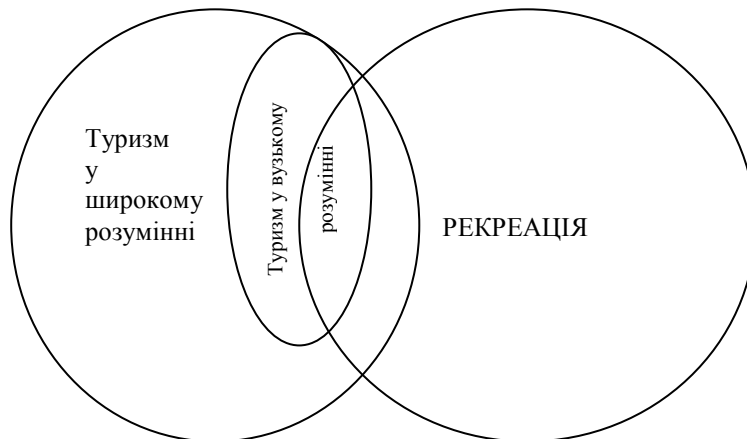 Туризм
у
широкому
розумінні
Туризм у вузькому
розумінні
РЕКРЕАЦІЯ